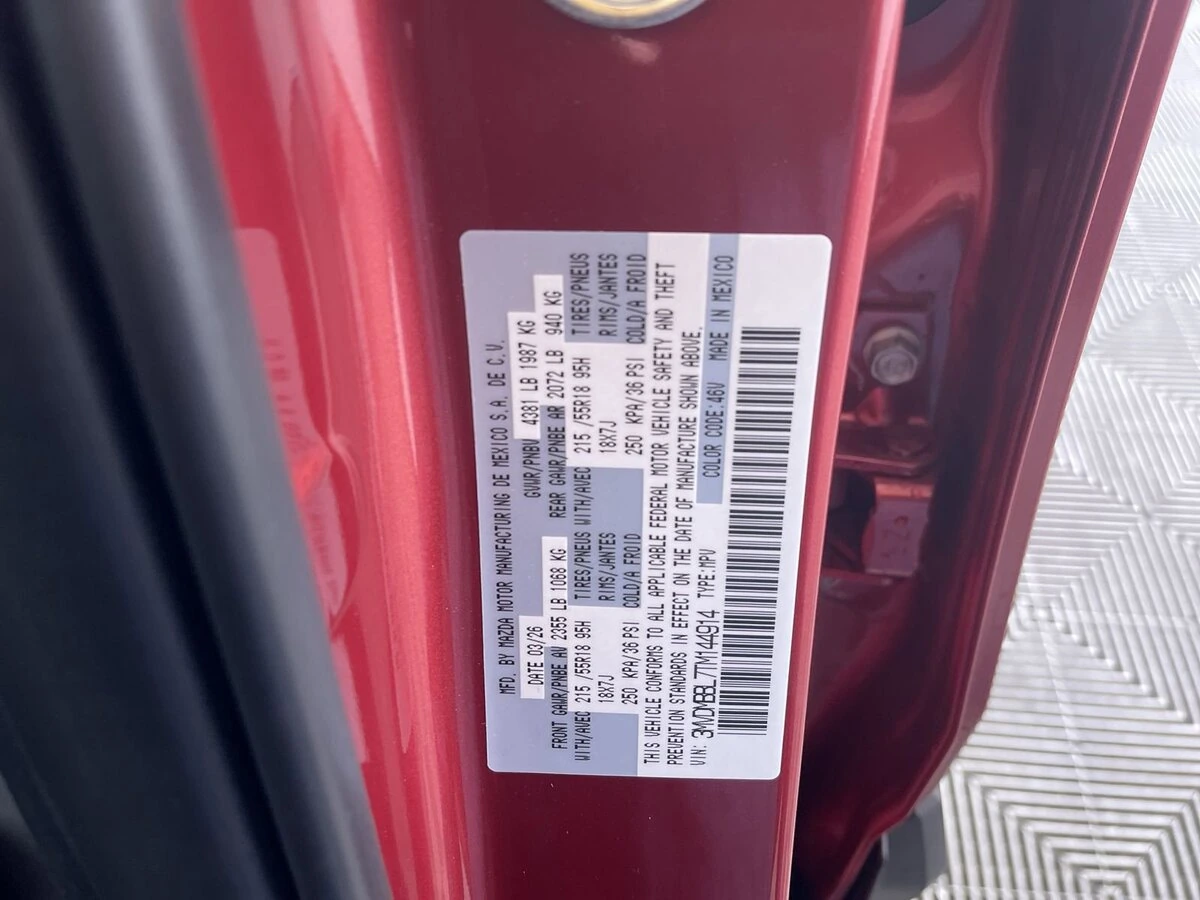 MFD. BY MAZDA MOTOR MANUFACTURING DE MEXICO S.A. DE C.V.
DATE 03/26 GVWR/PNBV 4381 LB 1987 KG
FRONT GAWR/PNBE AV 2355 LB 1068 KG REAR GAWR/PNBE AR 2072 LB 940 KG
WITH/AVEC 215 /55R18 95H TIRES/PNEUS WITH/AVEC 215 /55R18 95H TIRES/PNEUS
18X7J RIMS/JANTES 18X7J RIMS/JANTES
250 KPA/36 PSI COLD/A FROID 250 KPA/36 PSI COLD/A FROID
THIS VEHICLE CONFORMS TO ALL APPLICABLE FEDERAL MOTOR VEHICLE SAFETY AND THEFT
PREVENTION STANDARDS IN EFFECT ON THE DATE OF MANUFACTURE SHOWN ABOVE.
VIN: 3MVDMBBL7TM144914 TYPE:MPV COLOR CODE:46V MADE IN MEXICO